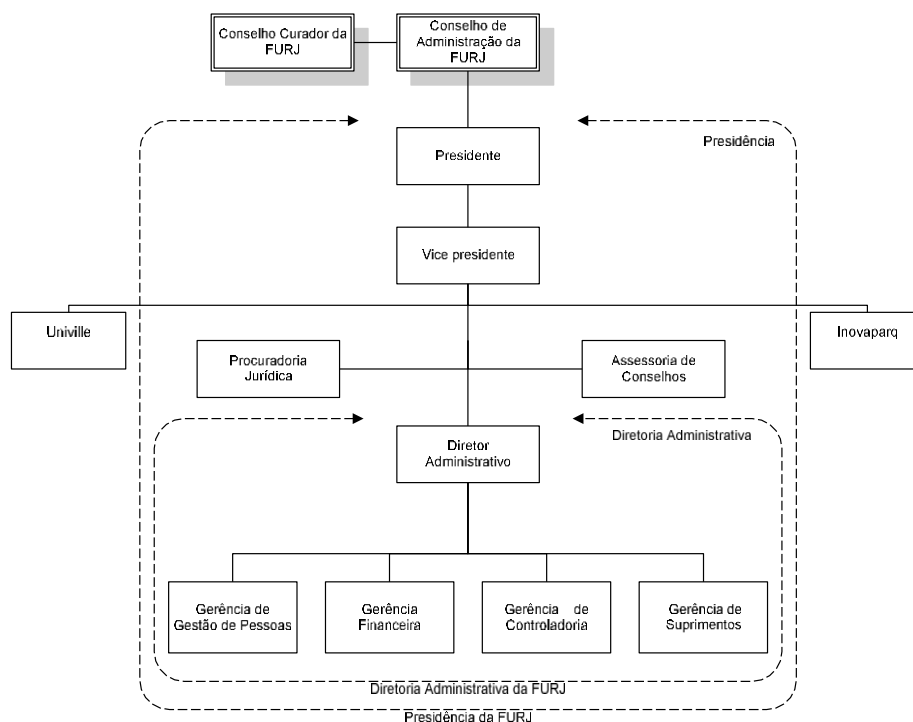 Conselho Curador da
FURJ
Conselho de
Administração da
FURJ
Presidência
Presidente
Vice presidente
Univille
Inovaparq
Procuradoria
Jurídica
Assessoria de
Conselhos
Diretoria Administrativa
Diretor
Administrativo
Gerência de
Gestão de Pessoas
Gerência
Financeira
Gerência de
Controladoria
Gerência de
Suprimentos
Diretoria Administrativa da FURJ
Presidência da FURJ